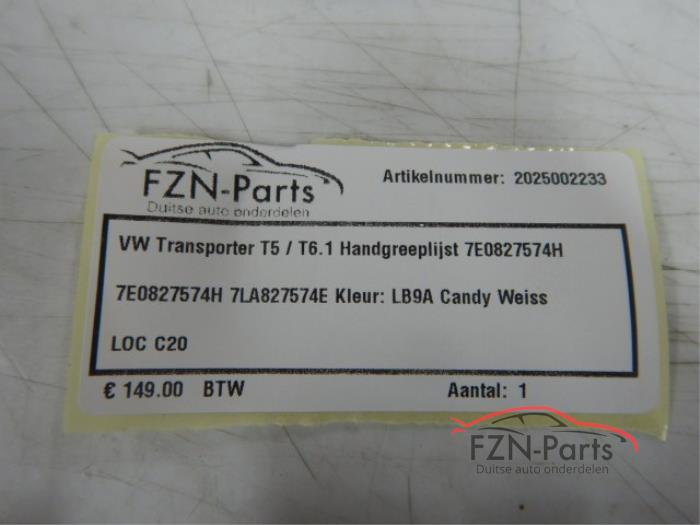 FZN-Parts
Duitse auto onderdelen
Artikelnummer: 2025002233
VW Transporter T5 / T6.1 Handgreeplijst 7E0827574H
7E0827574H 7LA827574E Kleur: LB9A Candy Weiss
LOC C20
€ 149.00 BTW
Aantal: 1
FZN-Parts
Duitse auto onderdelen